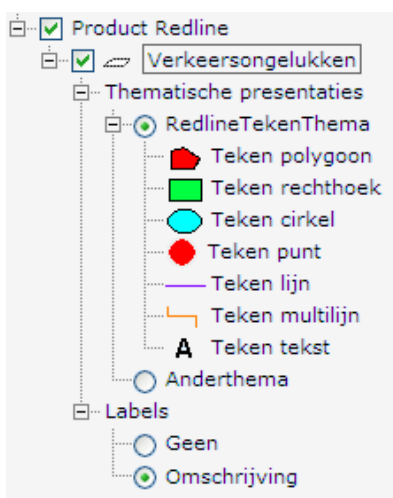 Product Redline
Verkeersongelukken
Thematische presentaties
RedlineTekenThema
Teken polygoon
Teken rechthoek
Teken cirkel
Teken punt
Teken lijn
Teken multilijn
A Teken tekst
Anderthema
Labels
Geen
Omschrijving